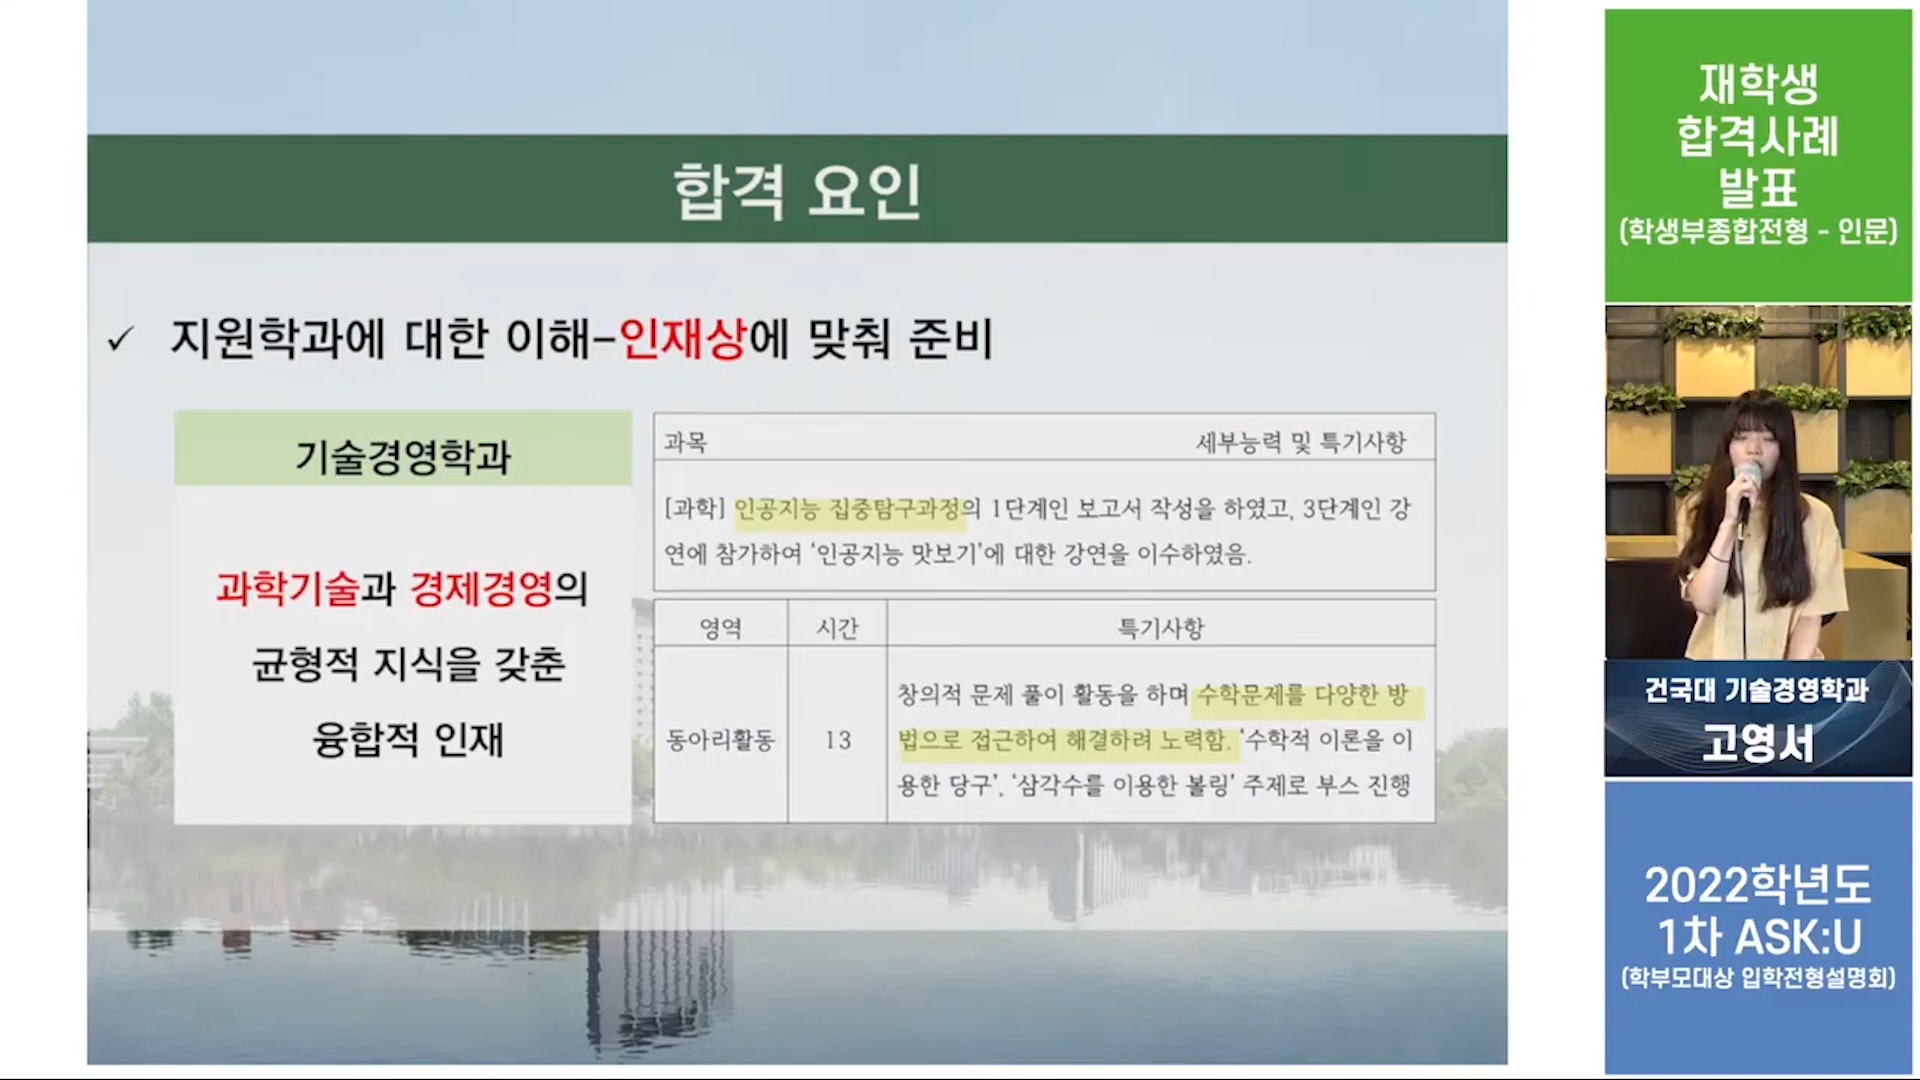 합격 요인
✓ 지원학과에 대한 이해-인재상에 맞춰 준비
기술경영학과
과학기술과 경제경영의
균형적 지식을 갖춘
융합적 인재
과목 세부능력 및 특기사항
[과학] 인공지능 집중탐구과정의 1단계인 보고서 작성을 하였고, 3단계인 강
연에 참가하여 ‘인공지능 맛보기’에 대한 강연을 이수하였음.
영역 시간 특기사항
동아리활동 13
창의적 문제 풀이 활동을 하며 수학문제를 다양한 방
법으로 접근하여 해결하려 노력함. ‘수학적 이론을 이
용한 당구’, ‘삼각수를 이용한 볼링’ 주제로 부스 진행
재학생
합격사례
발표
(학생부종합전형 - 인문)
건국대 기술경영학과
고영서
2022학년도
1차 ASK:U
(학부모대상 입학전형설명회)